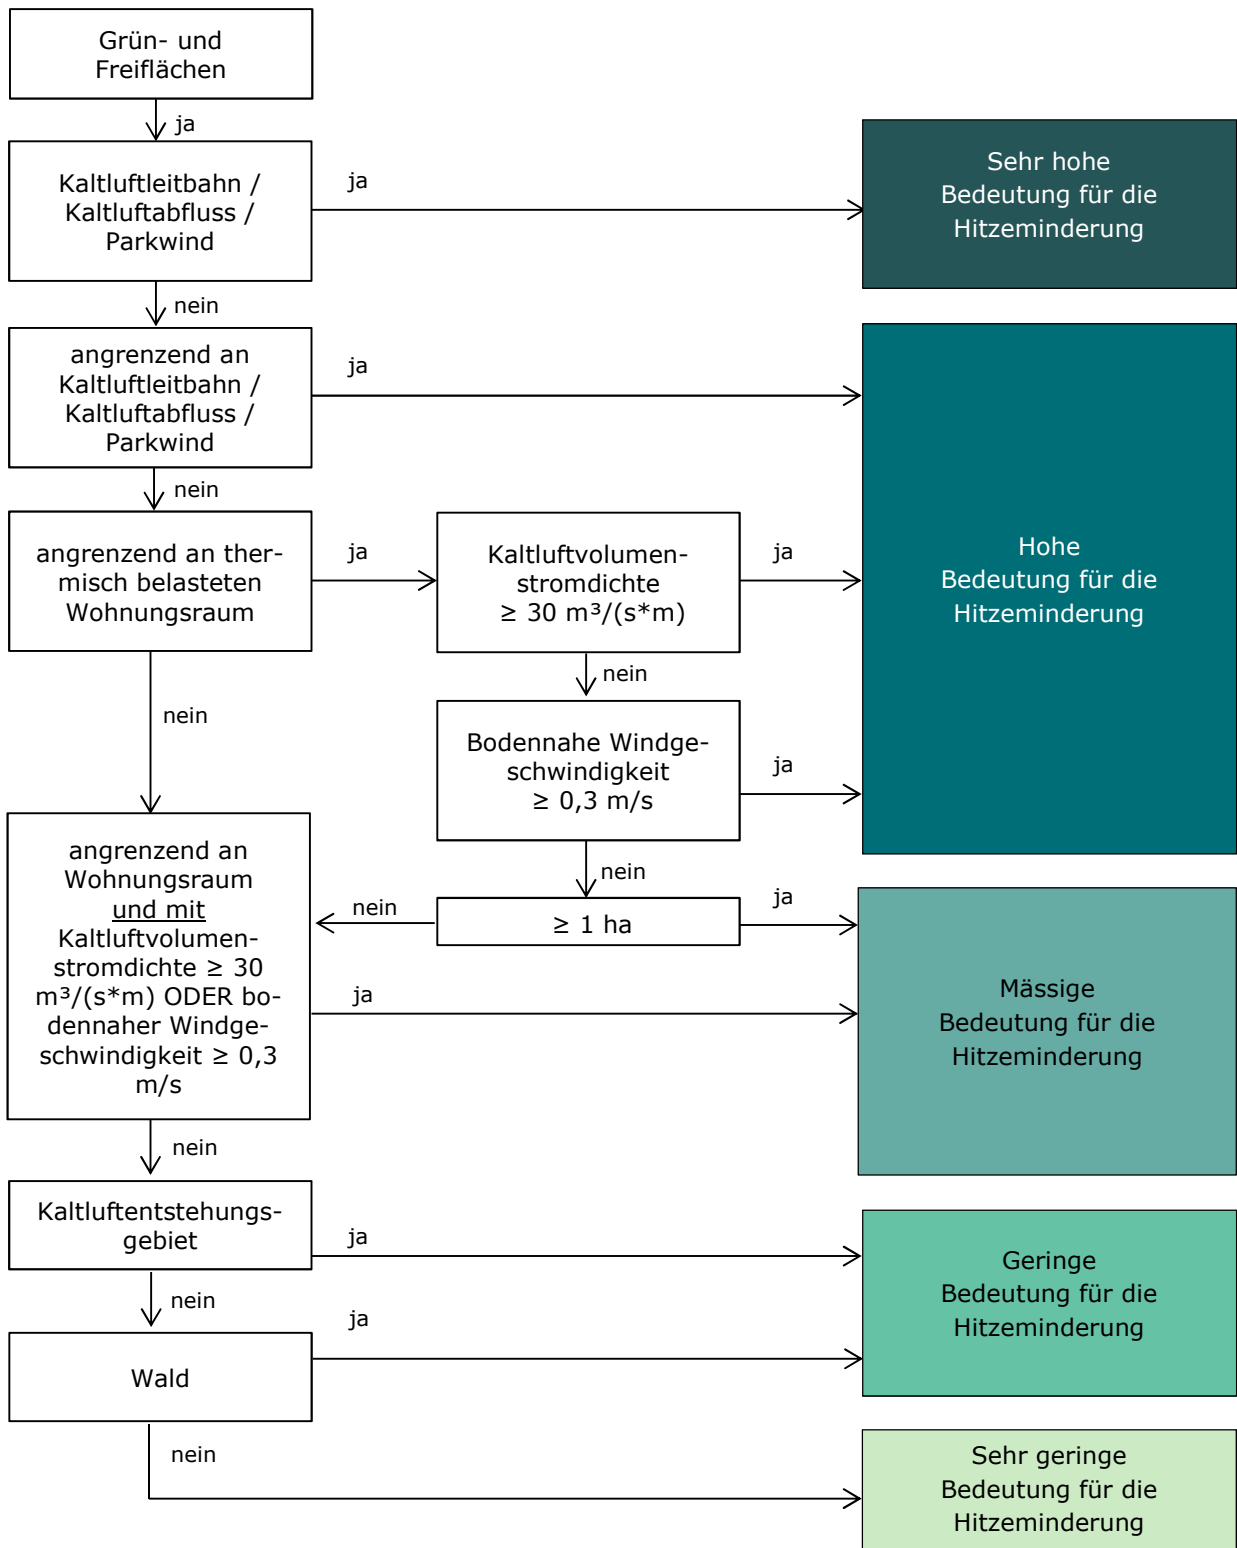 Grün- und
Freiflächen
ja
Kaltluftleitbahn /
Kaltluftabfluss /
Parkwind
ja
Sehr hohe
Bedeutung für die
Hitzeminderung
nein
angrenzend an
Kaltluftleitbahn /
Kaltluftabfluss /
Parkwind
ja
nein
angrenzend an ther-
misch belasteten
Wohnungsraum
ja
Kaltluftvolumen-
stromdichte
≥ 30 m³/(s*m)
ja
Hohe
Bedeutung für die
Hitzeminderung
nein
nein
Bodennahe Windge-
schwindigkeit
≥ 0,3 m/s
ja
nein
≥ 1 ha
ja
nein
angrenzend an
Wohnungsraum
und mit
Kaltluftvolumen-
stromdichte ≥ 30
m³/(s*m) ODER bo-
dennaher Windge-
schwindigkeit ≥ 0,3
m/s
ja
Mässige
Bedeutung für die
Hitzeminderung
nein
Kaltluftentstehungs-
gebiet
ja
Geringe
Bedeutung für die
Hitzeminderung
nein
Wald
ja
nein
Sehr geringe
Bedeutung für die
Hitzeminderung